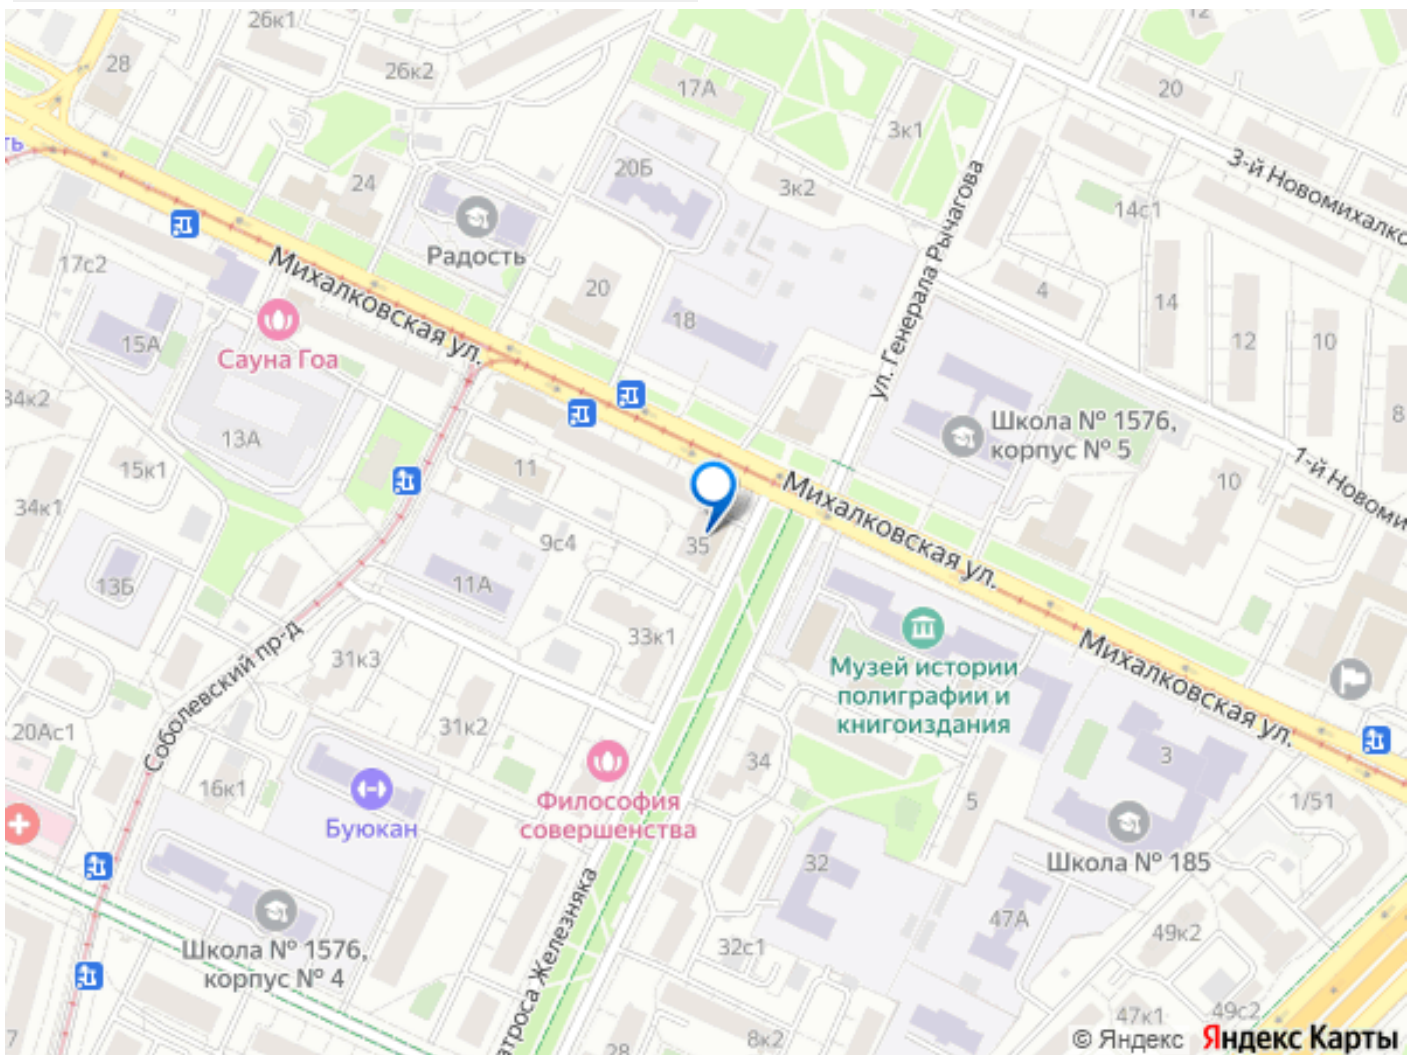 26к1
12
28
26к2
17А
20
3к1
ть
24
20Б
3к2
3-й Новомихалко
14с1
Радость
ул. Генерала Рычагова
17с2
Михалковская ул.
20
4
15А
18
14
12
10
Сауна Гоа
34к2
13А
Школа № 1576,
корпус № 5
8
15к1
11
10
1-й Новоми
34к1
Михалковская ул.
9с4
35
13Б
11А
33к1
Музей истории
полиграфии и
книгоиздания
Михалковская ул.
31к3
Соболевский пр-д
20Ас1
31к2
16к1
34
3
5
1/51
Философия
совершенства
Буюкан
32
Школа № 185
47А
49к2
Школа № 1576,
корпус № 4
32с1
атроса Железняка
7
28
8к2
47к1
49с2
© Яндекс Яндекс Карты